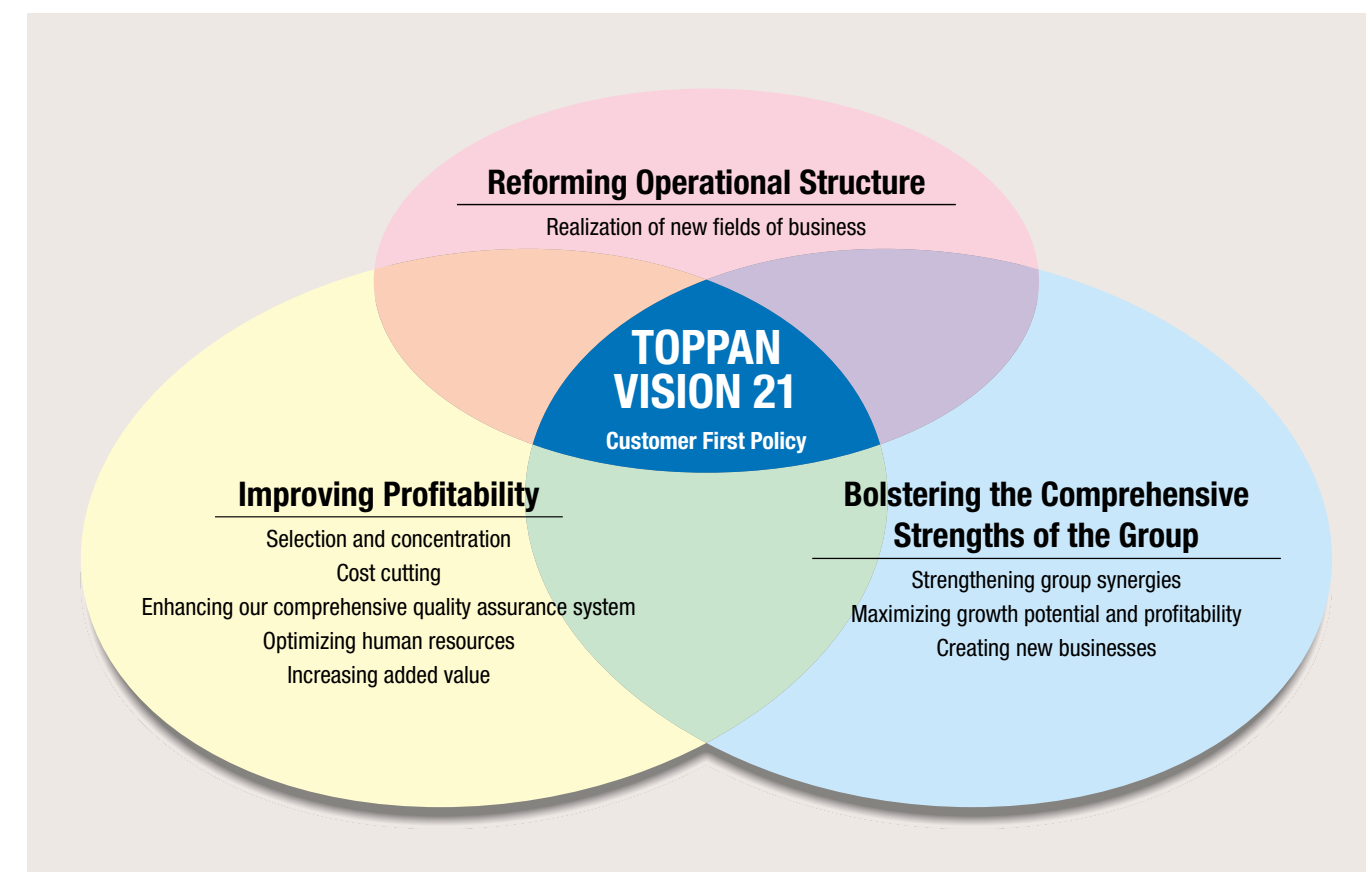 Reforming Operational Structure
Realization of new fields of business
TOPPAN
VISION 21
Customer First Policy
Improving Profitability
Selection and concentration
Cost cutting
Enhancing our comprehensive quality assurance system
Optimizing human resources
Increasing added value
Bolstering the Comprehensive
Strengths of the Group
Strengthening group synergies
Maximizing growth potential and profitability
Creating new businesses